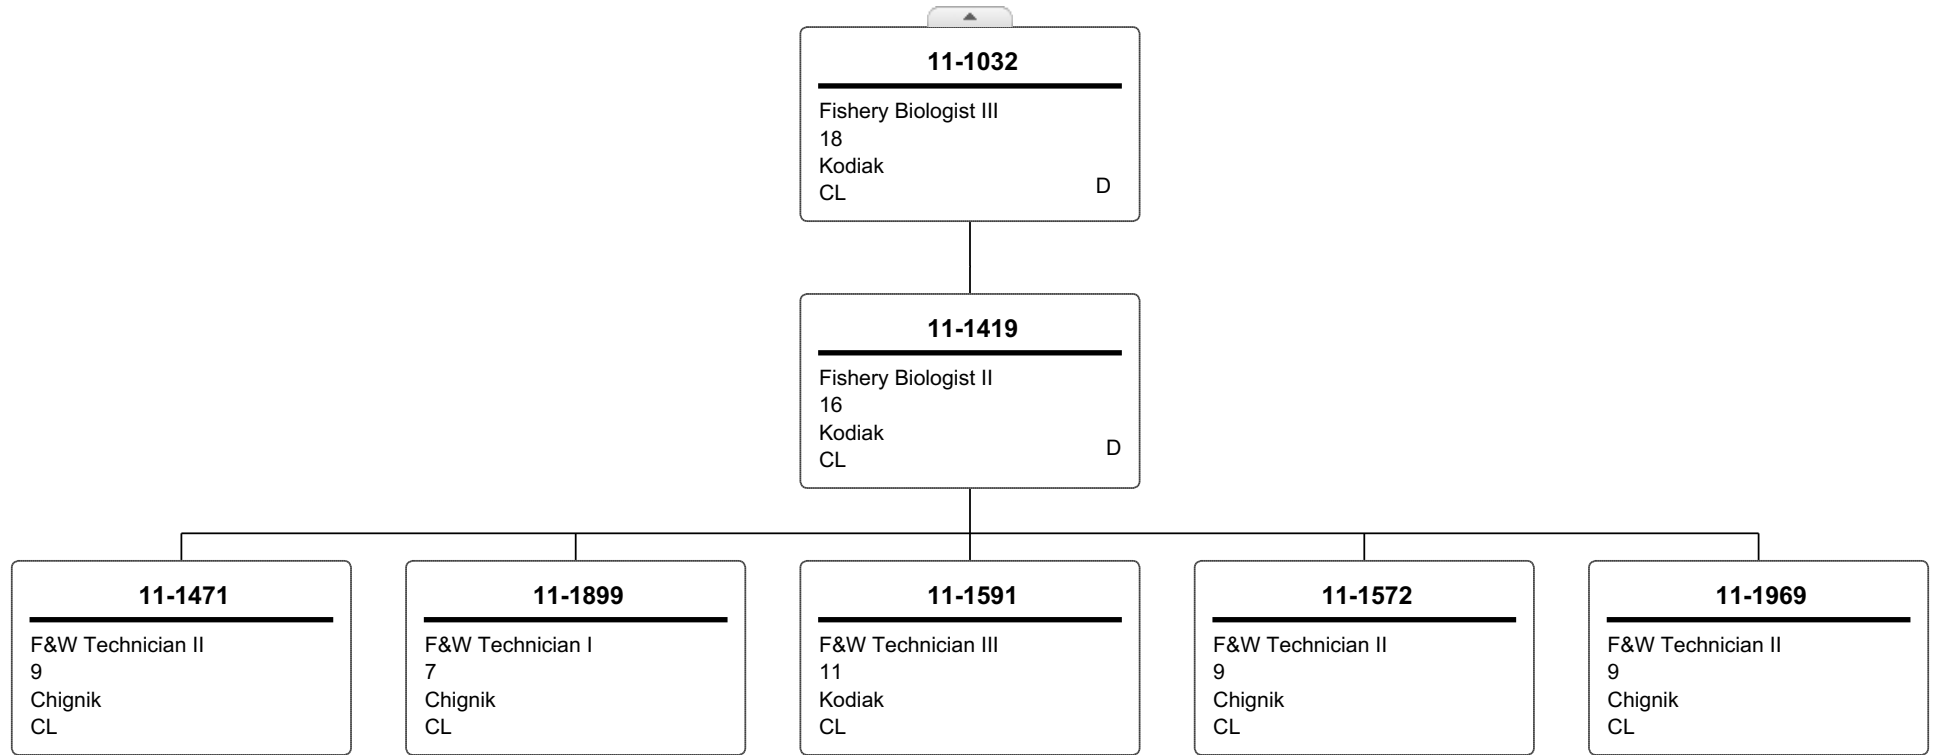 11-1032
Fishery Biologist III
18
Kodiak
CL
D
11-1419
Fishery Biologist II
16
Kodiak
CL
D
11-1471
F&W Technician II
9
Chignik
CL
11-1899
F&W Technician I
7
Chignik
CL
11-1591
F&W Technician III
11
Kodiak
CL
11-1572
F&W Technician II
9
Chignik
CL
11-1969
F&W Technician II
9
Chignik
CL